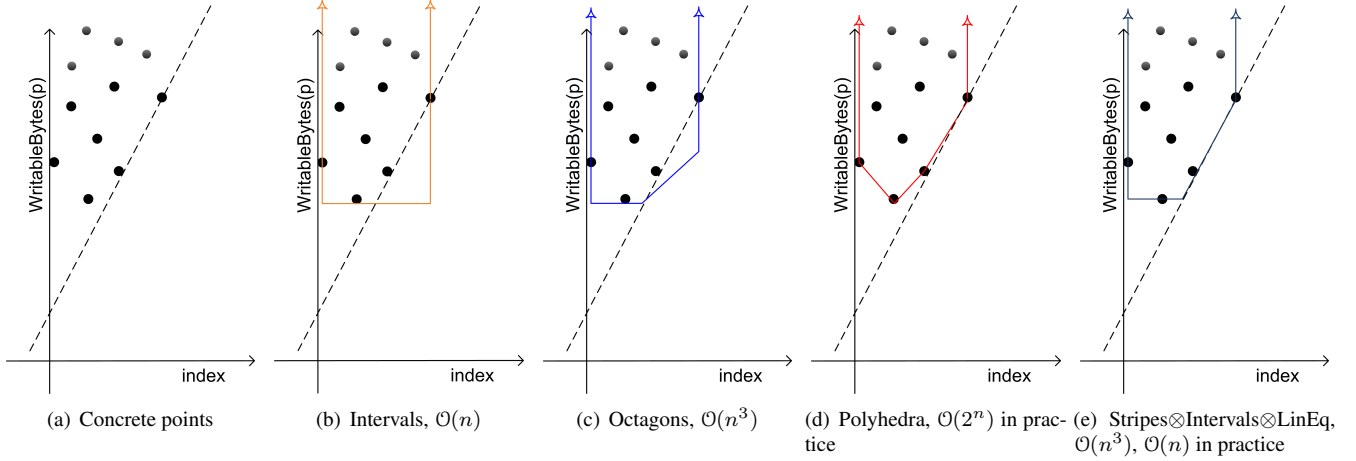 WritableBytes(p)
index
WritableBytes(p)
index
WritableBytes(p)
index
WritableBytes(p)
index
WritableBytes(p)
index
(a) Concrete points
(b) Intervals, O(n)
(c) Octagons, O(n³)
(d) Polyhedra, O(2ⁿ) in prac-
tice
(e) Stripes⊗Intervals⊗LinEq,
O(n³), O(n) in practice